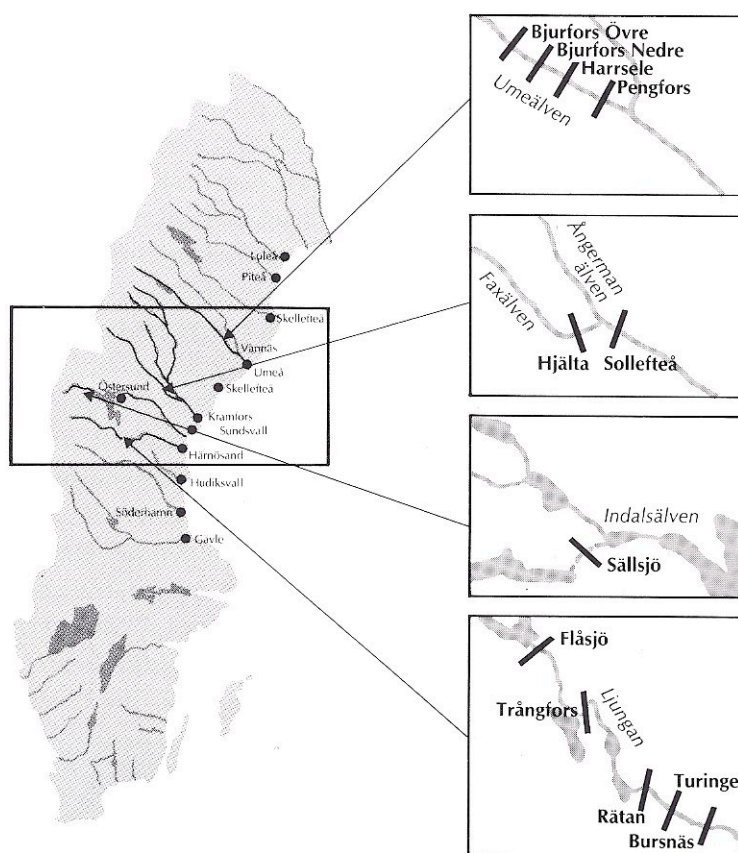 Luleå
Piteå
Skellefteå
Vännäs
Umeå
Skellefteå
Östersund
Kramfors
Sundsvall
Härnösand
Hudiksvall
Söderhamn
Gävle
Bjurfors Övre
Bjurfors Nedre
Harrsele
Pengfors
Umeälven
Ångerman
älven
Faxälven
Hjälta
Sollefteå
Indalsälven
Sällsjö
Flåsjö
Trångfors
Ljungan
Turinge
Rätan
Bursnäs